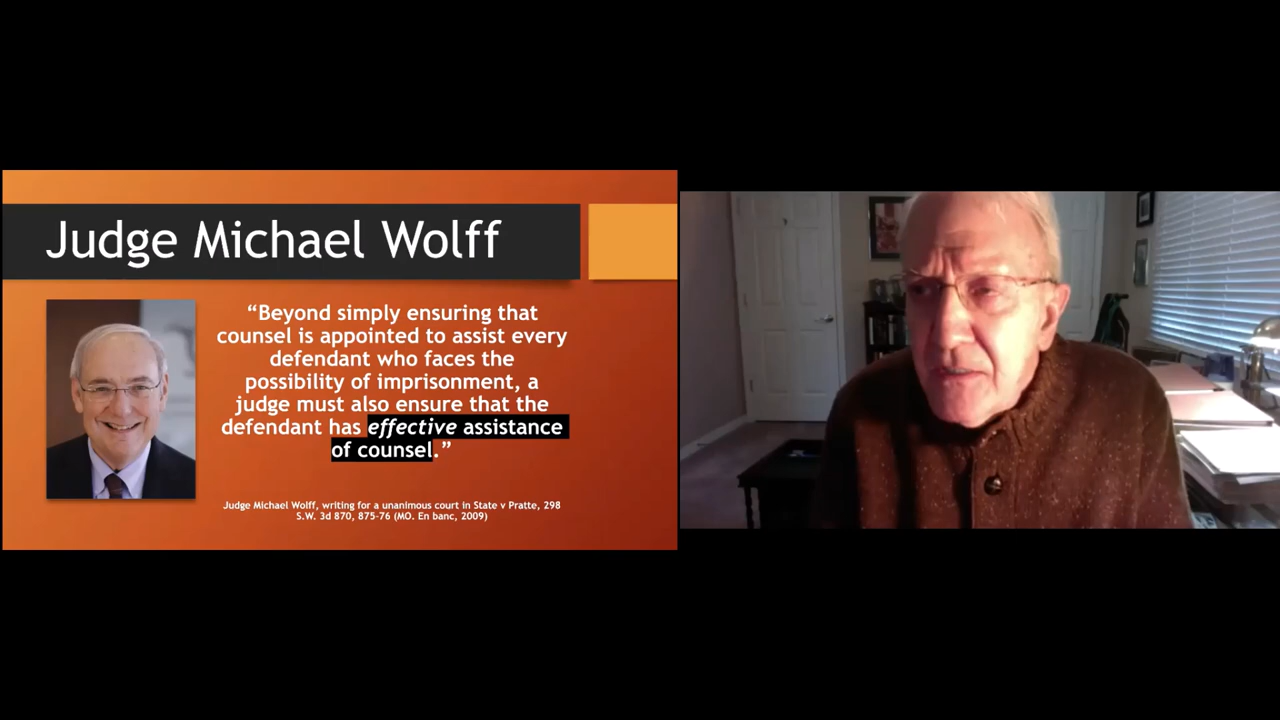 Judge Michael Wolff
“Beyond simply ensuring that
counsel is appointed to assist every
defendant who faces the
possibility of imprisonment, a
judge must also ensure that the
defendant has effective assistance
of counsel.”
Judge Michael Wolff, writing for a unanimous court in State v Pratte, 298
S.W. 3d 870, 875-76 (MO. En banc, 2009)